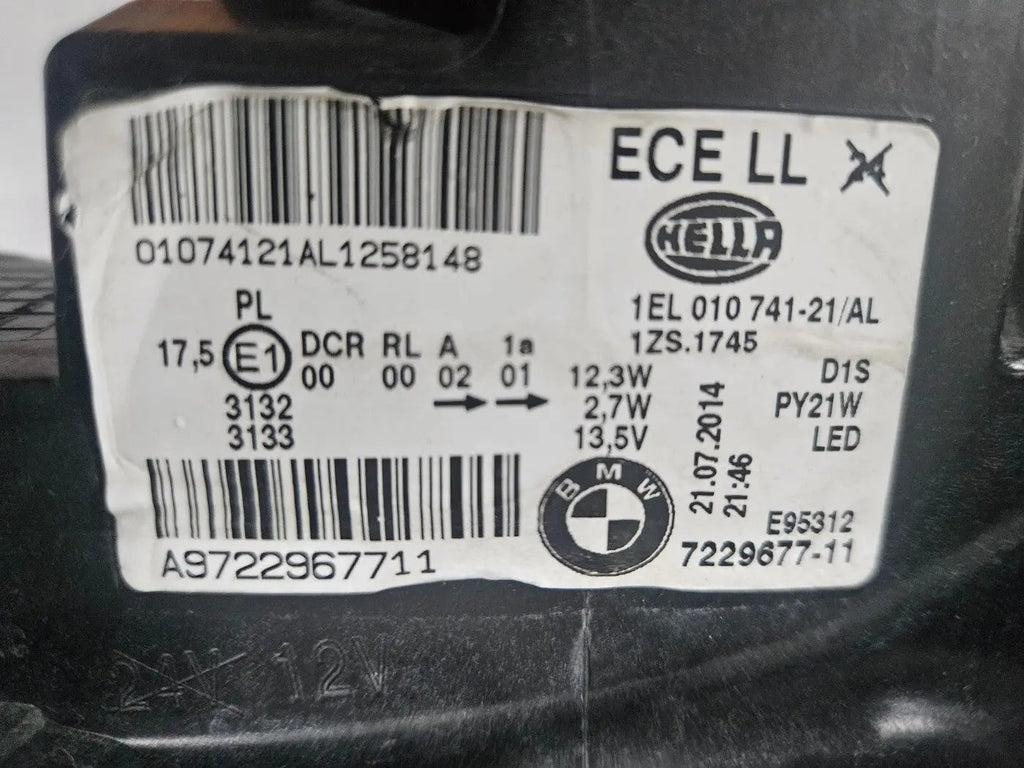 ECE LL 24
01074121AL1258148
HELLA
1EL 010 741-21/AL
1ZS.1745
PL
17,5 E1 DCR RL A 1a
00 00 02 01
3132
3133
12,3W
2,7W
13,5V
21.07.2014
21:46
D1S
PY21W
LED
BMW
E95312
7229677-11
A9722967711
24V 12V